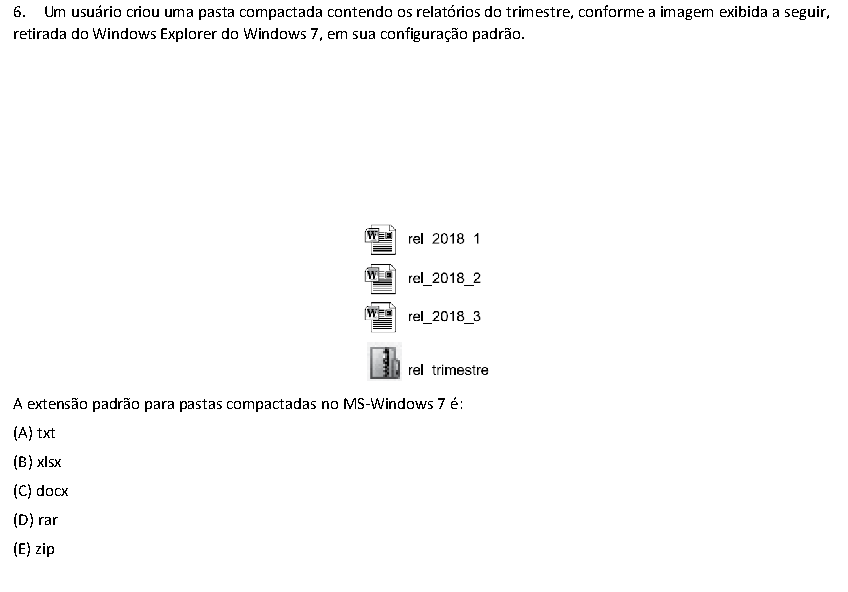 6. Um usuário criou uma pasta compactada contendo os relatórios do trimestre, conforme a imagem exibida a seguir,
retirada do Windows Explorer do Windows 7, em sua configuração padrão.
rel 2018 1
rel_2018_2
rel_2018_3
rel trimestre
A extensão padrão para pastas compactadas no MS-Windows 7 é:
(A) txt
(B) xlsx
(C) docx
(D) rar
(E) zip